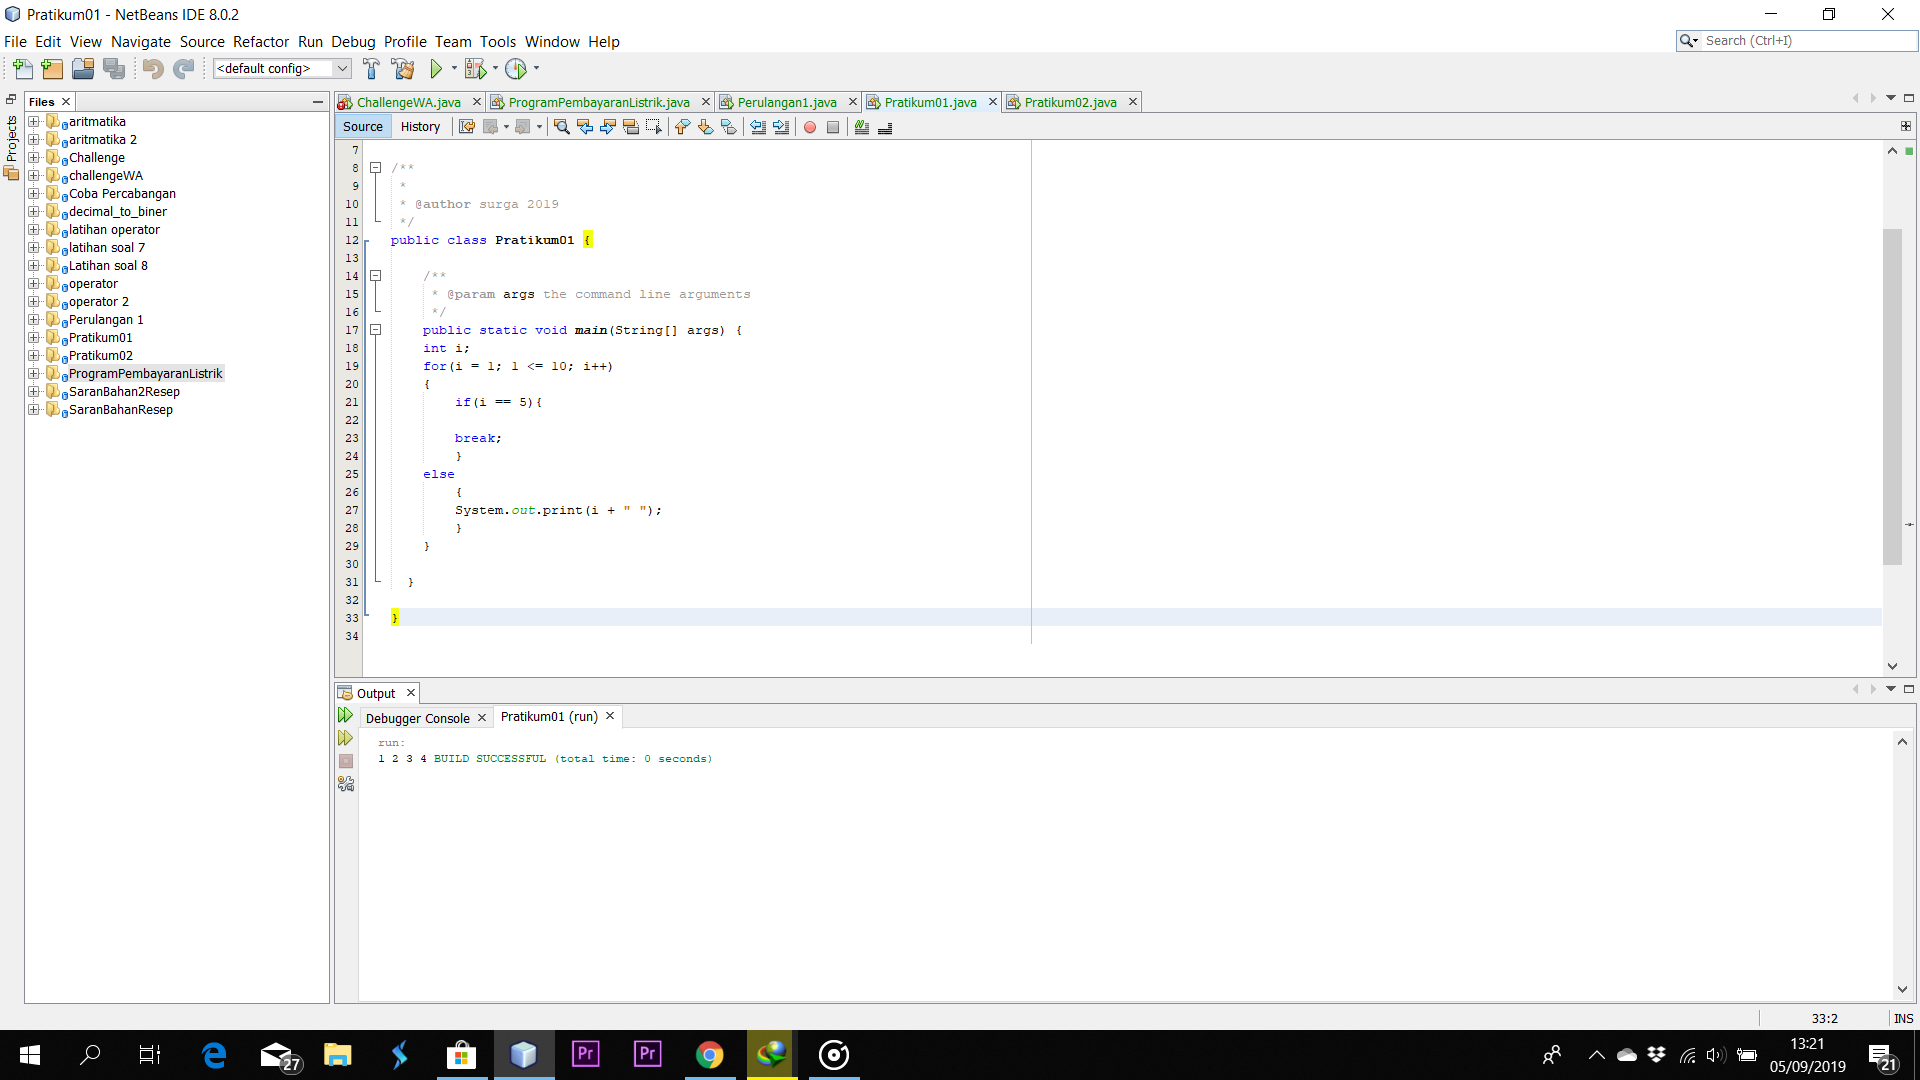 Pratikum01 - NetBeans IDE 8.0.2
File Edit View Navigate Source Refactor Run Debug Profile Team Tools Window Help
Search (Ctrl+I)
<default config>
Projects
Files
aritmatika
aritmatika 2
Challenge
challengeWA
Coba Percabangan
decimal_to_biner
latihan operator
latihan soal 7
Latihan soal 8
operator
operator 2
Perulangan 1
Pratikum01
Pratikum02
ProgramPembayaranListrik
SaranBahan2Resep
SaranBahanResep
ChallengeWA.java ProgramPembayaranListrik.java Perulangan1.java Pratikum01.java Pratikum02.java
Source History
7
8 /**
9 *
10 * @author surga 2019
11 */
12 public class Pratikum01 {
13
14 /**
15 * @param args the command line arguments
16 */
17 public static void main(String[] args) {
18 int i;
19 for(i = 1; 1 <= 10; i++)
20 {
21 if(i == 5){
22
23 break;
24 }
25 else
26 {
27 System.out.print(i + " ");
28 }
29 }
30
31 }
32
33 }
34
Output
Debugger Console Pratikum01 (run)
run:
1 2 3 4 BUILD SUCCESSFUL (total time: 0 seconds)
33:2 INS
27
Pr
Pr
13:21
05/09/2019
21